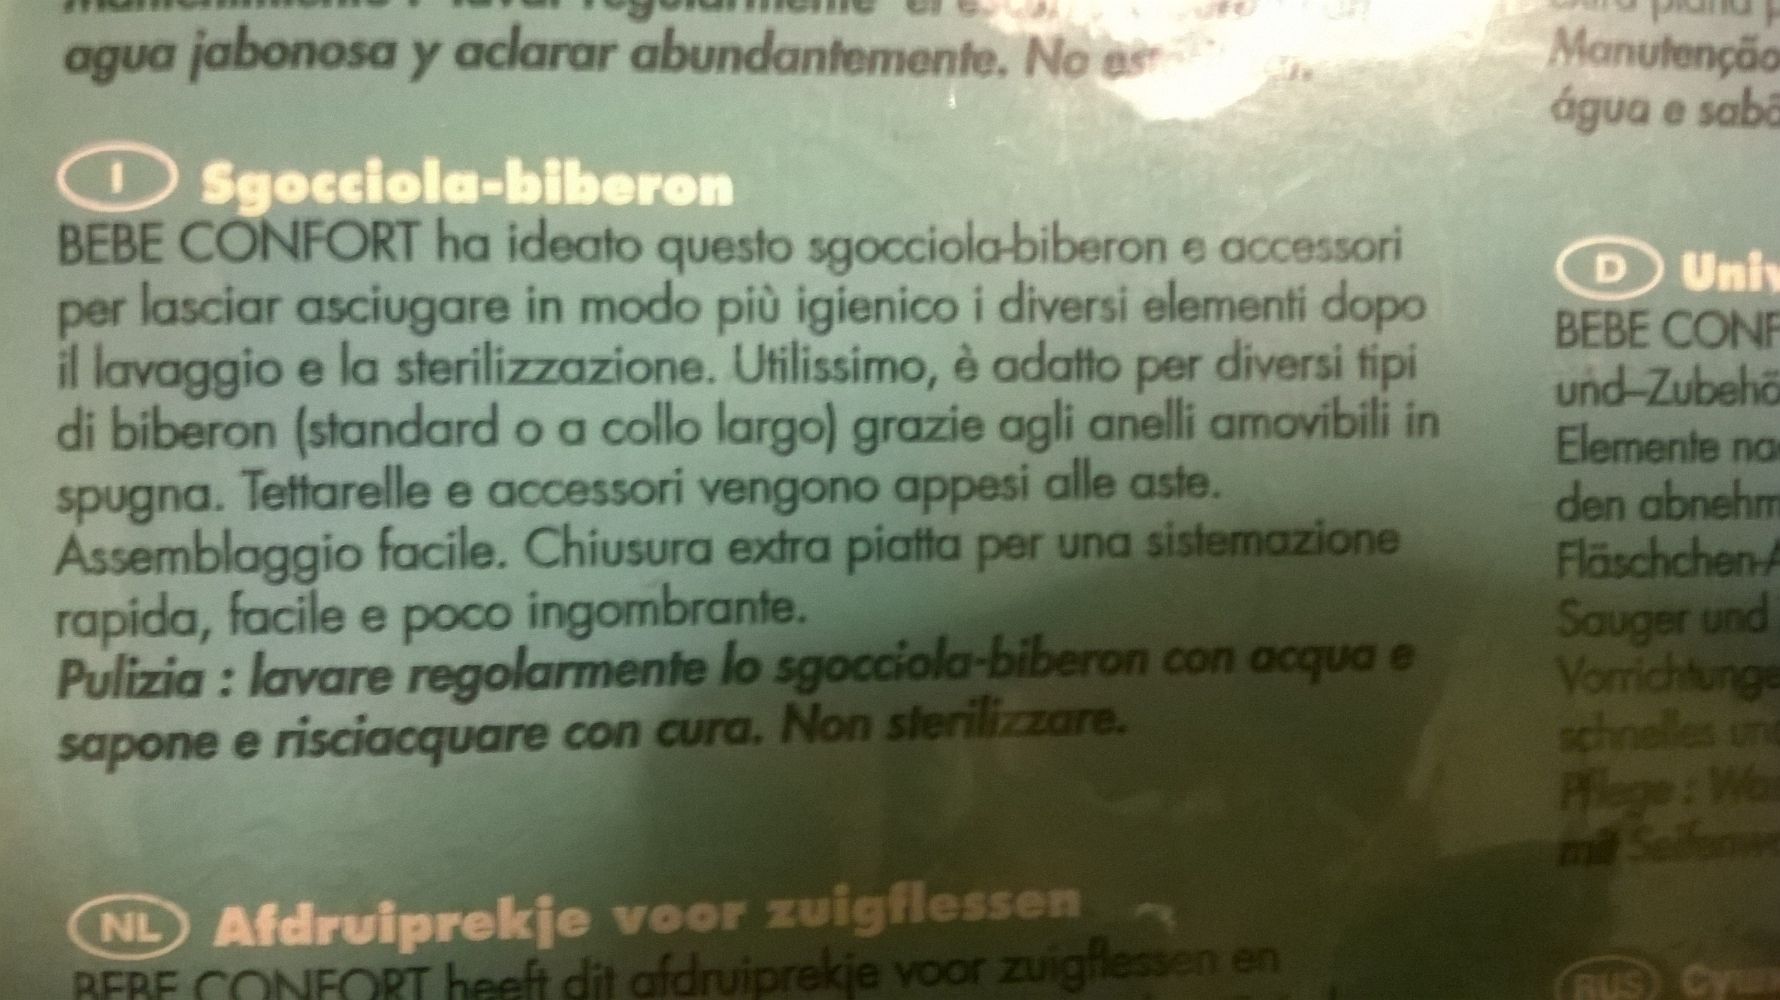 agua jabonosa y aclarar abundantemente. No
I Sgocciola-biberon
BEBE CONFORT ha ideato questo sgocciola-biberon e accessori
per lasciar asciugare in modo più igienico i diversi elementi dopo
il lavaggio e la sterilizzazione. Utilissimo, è adatto per diversi tipi
di biberon (standard o a collo largo) grazie agli anelli amovibili in
spugna. Tettarelle e accessori vengono appesi alle aste.
Assemblaggio facile. Chiusura extra piatta per una sistemazione
rapida, facile e poco ingombrante.
Pulizia : lavare regolarmente lo sgocciola-biberon con acqua e
sapone e risciacquare con cura. Non sterilizzare.
NL Afdruiprekje voor zuigflessen
BEBE CONFORT heeft dit afdruiprekje voor zuigflessen en
Manutenção
água e
D
BEBE
Elemente
den
Sauger und
Pflege :
mit
RUS